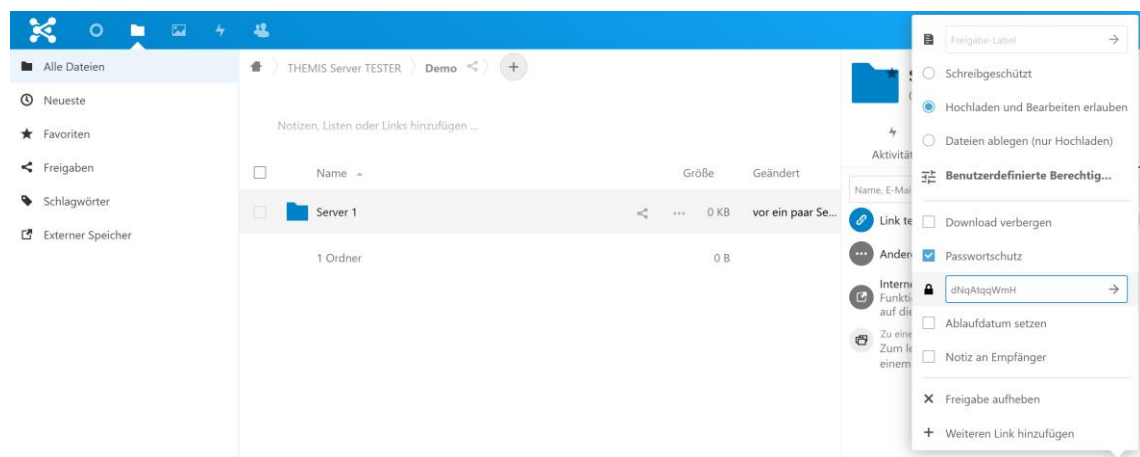 Alle Dateien
Neueste
Favoriten
Freigaben
Schlagwörter
Externer Speicher
THEMIS Server TESTER Demo +
Notizen, Listen oder Links hinzufügen ...
Name Größe Geändert
Server 1 ... 0 KB vor ein paar Se...
1 Ordner 0 B
Aktivität
Name, E-Mai
Link te
Ander
Intern
Funkti
auf die
Zu eine
Zum le
einem
Freigabe-Label
Schreibgeschützt
Hochladen und Bearbeiten erlauben
Dateien ablegen (nur Hochladen)
Benutzerdefinierte Berechtig...
Download verbergen
Passwortschutz
dNqAtqqWmH
Ablaufdatum setzen
Notiz an Empfänger
Freigabe aufheben
Weiteren Link hinzufügen